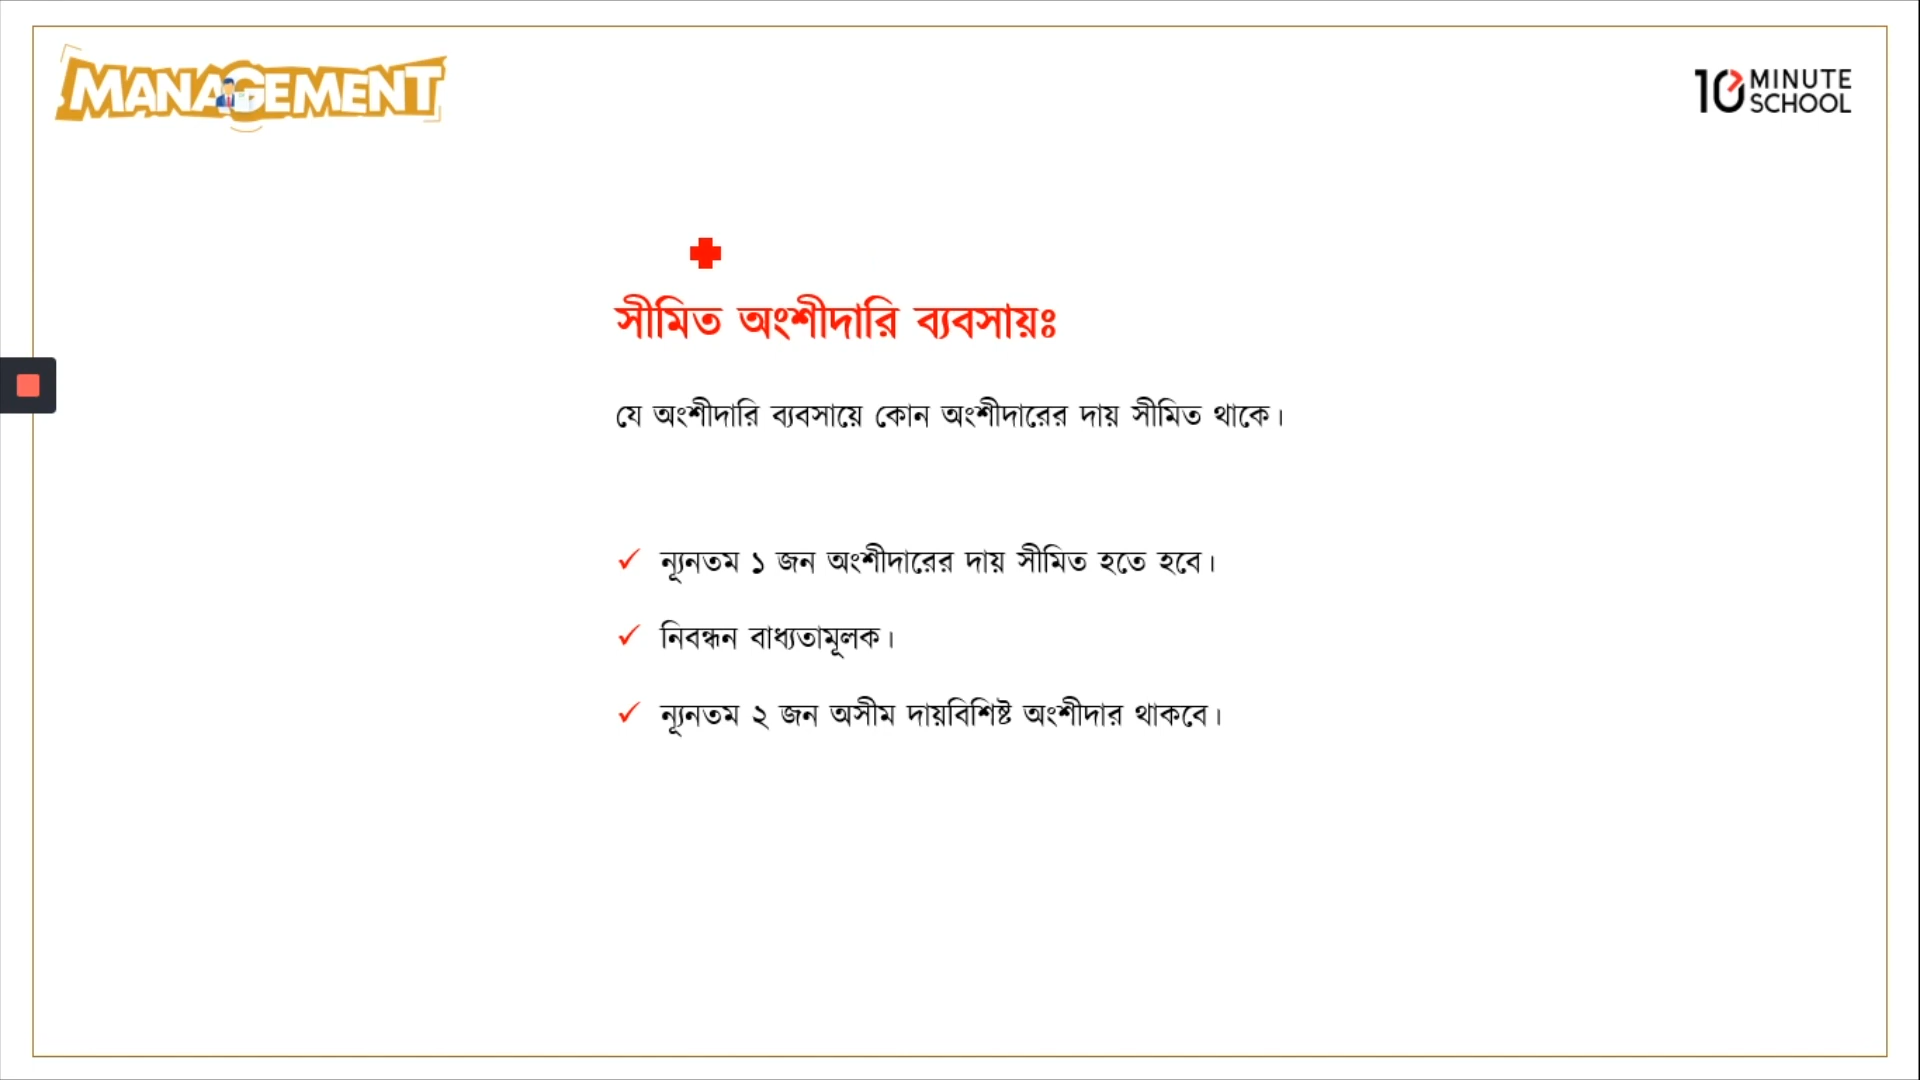 MANAGEMENT
10 MINUTE
SCHOOL
সীমিত অংশীদারি ব্যবসায়ঃ
যে অংশীদারি ব্যবসায়ে কোন অংশীদারের দায় সীমিত থাকে।
✓ ন্যূনতম ১ জন অংশীদারের দায় সীমিত হতে হবে।
✓ নিবন্ধন বাধ্যতামূলক।
✓ ন্যূনতম ২ জন অসীম দায়বিশিষ্ট অংশীদার থাকবে।